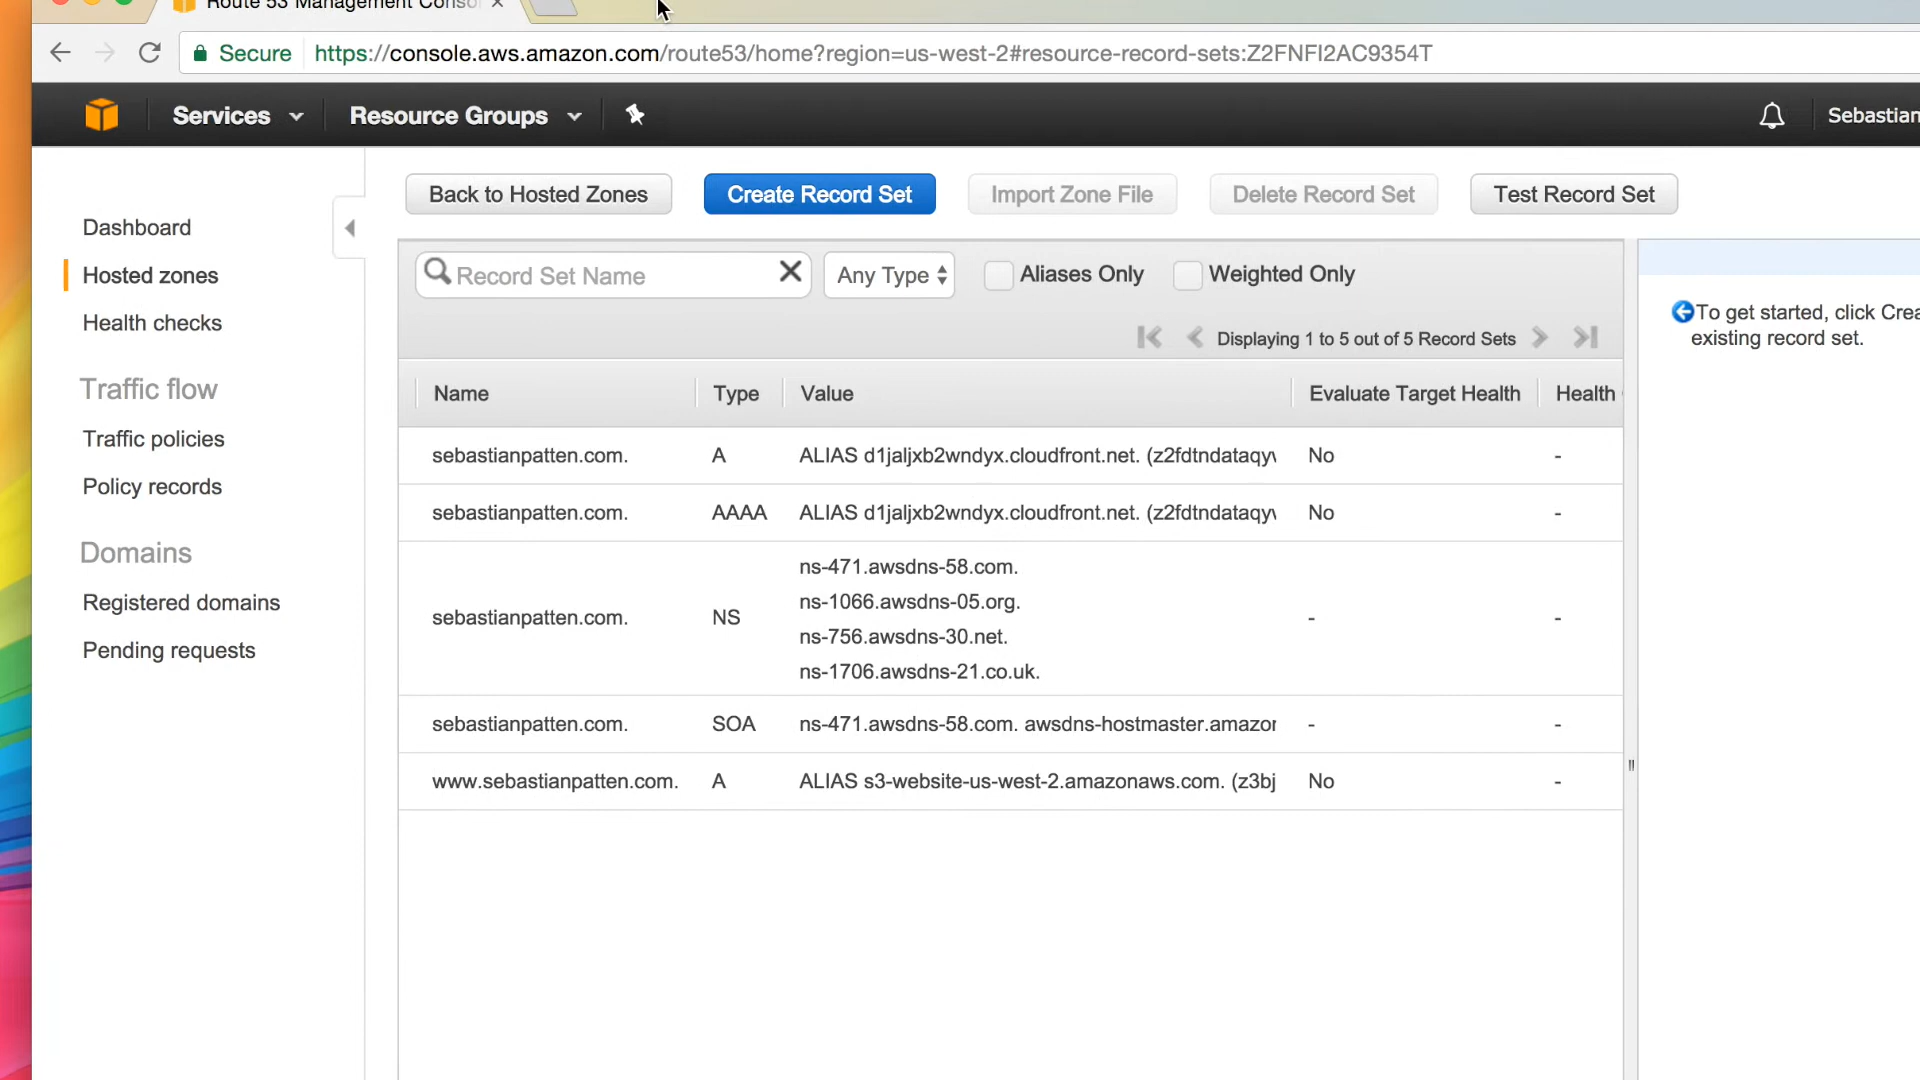 Route 53 Management Conso
Secure https://console.aws.amazon.com/route53/home?region=us-west-2#resource-record-sets:Z2FNFI2AC9354T
Services Resource Groups Sebastian
Back to Hosted Zones Create Record Set Import Zone File Delete Record Set Test Record Set
Dashboard
Hosted zones
Health checks
Traffic flow
Traffic policies
Policy records
Domains
Registered domains
Pending requests
Record Set Name Any Type Aliases Only Weighted Only
Displaying 1 to 5 out of 5 Record Sets
Name Type Value Evaluate Target Health Health
sebastianpatten.com. A ALIAS d1jaljxb2wndyx.cloudfront.net. (z2fdtndataqyv No -
sebastianpatten.com. AAAA ALIAS d1jaljxb2wndyx.cloudfront.net. (z2fdtndataqyv No -
ns-471.awsdns-58.com.
ns-1066.awsdns-05.org.
sebastianpatten.com. NS - -
ns-756.awsdns-30.net.
ns-1706.awsdns-21.co.uk.
sebastianpatten.com. SOA ns-471.awsdns-58.com. awsdns-hostmaster.amazon - -
www.sebastianpatten.com. A ALIAS s3-website-us-west-2.amazonaws.com. (z3bj No -
To get started, click Crea
existing record set.